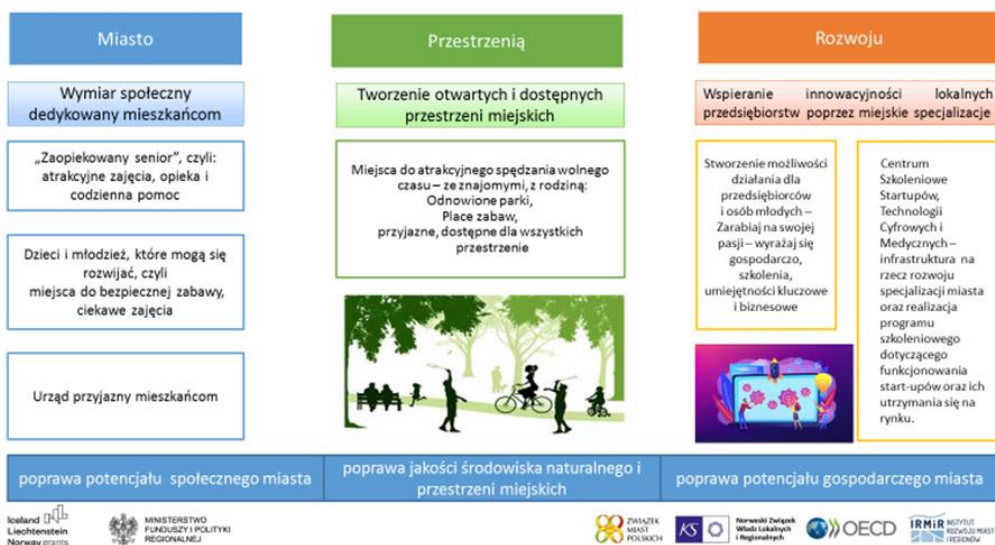 Miasto
Przestrzenią
Rozwoju
Wymiar społeczny
dedykowany mieszkańcom
Tworzenie otwartych i dostępnych
przestrzeni miejskich
Wspieranie innowacyjności lokalnych
przedsiębiorstw poprzez miejskie specjalizacje
„Zaopiekowany senior”, czyli:
atrakcyjne zajęcia, opieka i
codzienna pomoc
Dzieci i młodzież, które mogą się
rozwijać, czyli
miejsca do bezpiecznej zabawy,
ciekawe zajęcia
Urząd przyjazny mieszkańcom
Miejsca do atrakcyjnego spędzania wolnego
czasu – ze znajomymi, z rodziną:
Odnowione parki,
Place zabaw,
przyjazne, dostępne dla wszystkich
przestrzenie
Stworzenie możliwości
działania dla
przedsiębiorców
i osób młodych –
Zarabiaj na swojej
pasji – wyrażaj się
gospodarczo,
szkolenia,
umiejętności kluczowe
i biznesowe
Centrum
Szkoleniowe
Startupów,
Technologii
Cyfrowych i
Medycznych –
infrastruktura na
rzecz rozwoju
specjalizacji miasta
oraz realizacja
programu
szkoleniowego
dotyczącego
funkcjonowania
start-upów oraz ich
utrzymania się na
rynku.
poprawa potencjału społecznego miasta
poprawa jakości środowiska naturalnego i
przestrzeni miejskich
poprawa potencjału gospodarczego miasta
Iceland
Liechtenstein
Norway grants
MINISTERSTWO
FUNDUSZY I POLITYKI
REGIONALNEJ
ZWIĄZEK
MIAST
POLSKICH
KS
Norweski Związek
Władz Lokalnych
i Regionalnych
OECD
IRMiR
INSTYTUT
ROZWOJU MIAST
I REGIONÓW